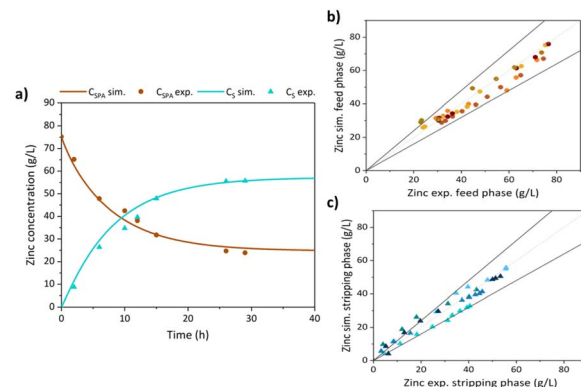 a)
C_SPA sim. C_SPA exp. C_S sim. C_S exp.
Zinc concentration (g/L)
90
80
70
60
50
40
30
20
10
0
0 10 20 30 40
Time (h)
b)
Zinc sim. feed phase (g/L)
80
60
40
20
0
0 20 40 60 80
Zinc exp. feed phase (g/L)
c)
Zinc sim. stripping phase (g/L)
80
60
40
20
0
0 20 40 60 80
Zinc exp. stripping phase (g/L)